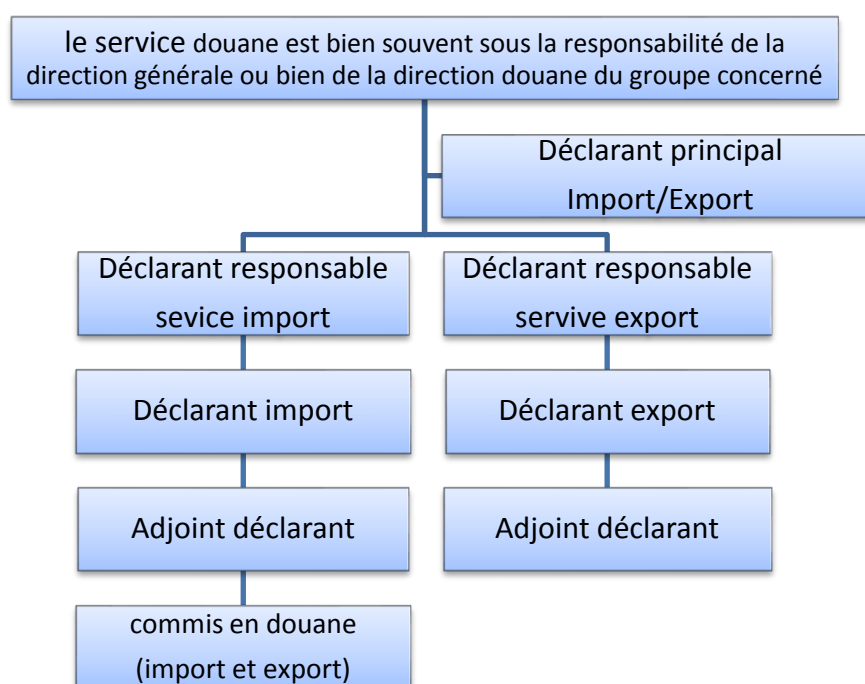 le service douane est bien souvent sous la responsabilité de la
direction générale ou bien de la direction douane du groupe concerné
Déclarant principal
Import/Export
Déclarant responsable
sevice import
Déclarant responsable
servive export
Déclarant import
Déclarant export
Adjoint déclarant
Adjoint déclarant
commis en douane
(import et export)